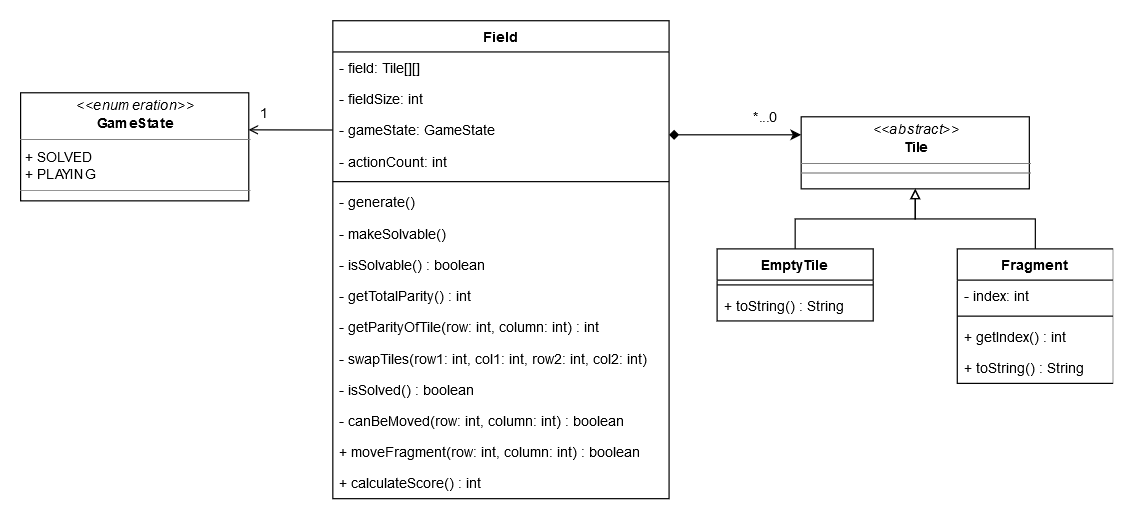 <<enumeration>>
GameState
+ SOLVED
+ PLAYING
1
Field
- field: Tile[][]
- fieldSize: int
- gameState: GameState
- actionCount: int
- generate()
- makeSolvable()
- isSolvable() : boolean
- getTotalParity() : int
- getParityOfTile(row: int, column: int) : int
- swapTiles(row1: int, col1: int, row2: int, col2: int)
- isSolved() : boolean
- canBeMoved(row: int, column: int) : boolean
+ moveFragment(row: int, column: int) : boolean
+ calculateScore() : int
*...0
<<abstract>>
Tile
EmptyTile
+ toString() : String
Fragment
- index: int
+ getIndex() : int
+ toString() : String